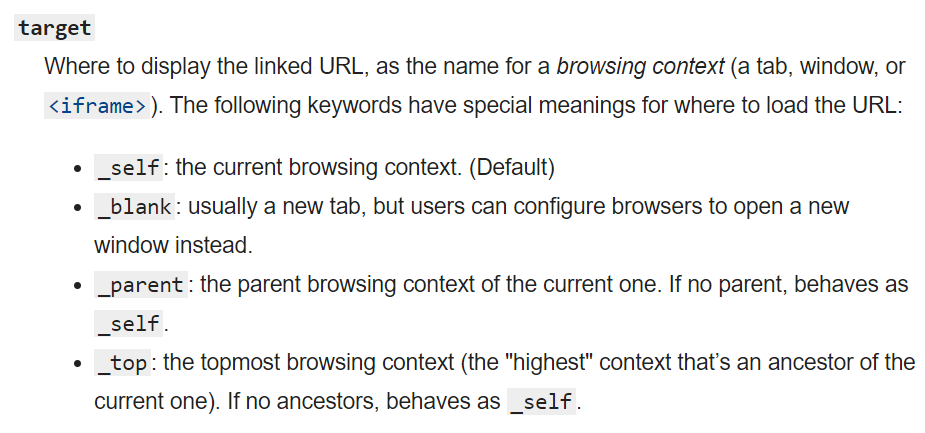 target
Where to display the linked URL, as the name for a browsing context (a tab, window, or
<iframe>). The following keywords have special meanings for where to load the URL:
• _self: the current browsing context. (Default)
• _blank: usually a new tab, but users can configure browsers to open a new
window instead.
• _parent: the parent browsing context of the current one. If no parent, behaves as
_self.
• _top: the topmost browsing context (the "highest" context that’s an ancestor of the
current one). If no ancestors, behaves as _self.